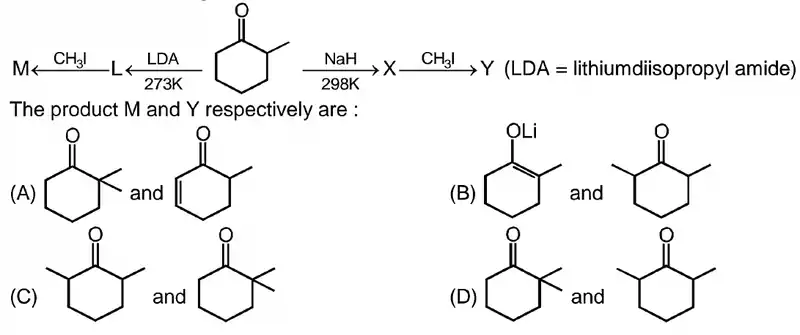 O
M ←CH₃I— L ←LDA 273K— —NaH 298K→ X —CH₃I→ Y (LDA = lithiumdiisopropyl amide)
The product M and Y respectively are :
(A) O and O
(B) OLi and O
(C) O and O
(D) O and O